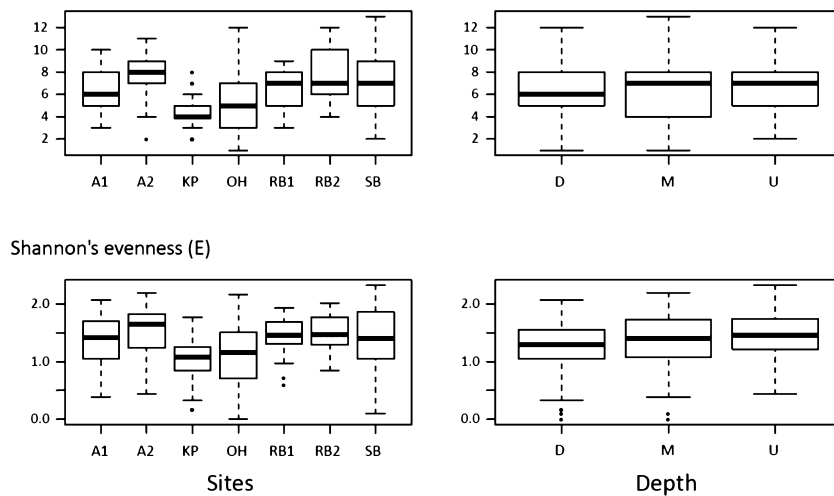 12
10
8
6
4
2
A1 A2 KP OH RB1 RB2 SB
12
10
8
6
4
2
D M U
Shannon's evenness (E)
2.0
1.0
0.0
A1 A2 KP OH RB1 RB2 SB
Sites
2.0
1.0
0.0
D M U
Depth